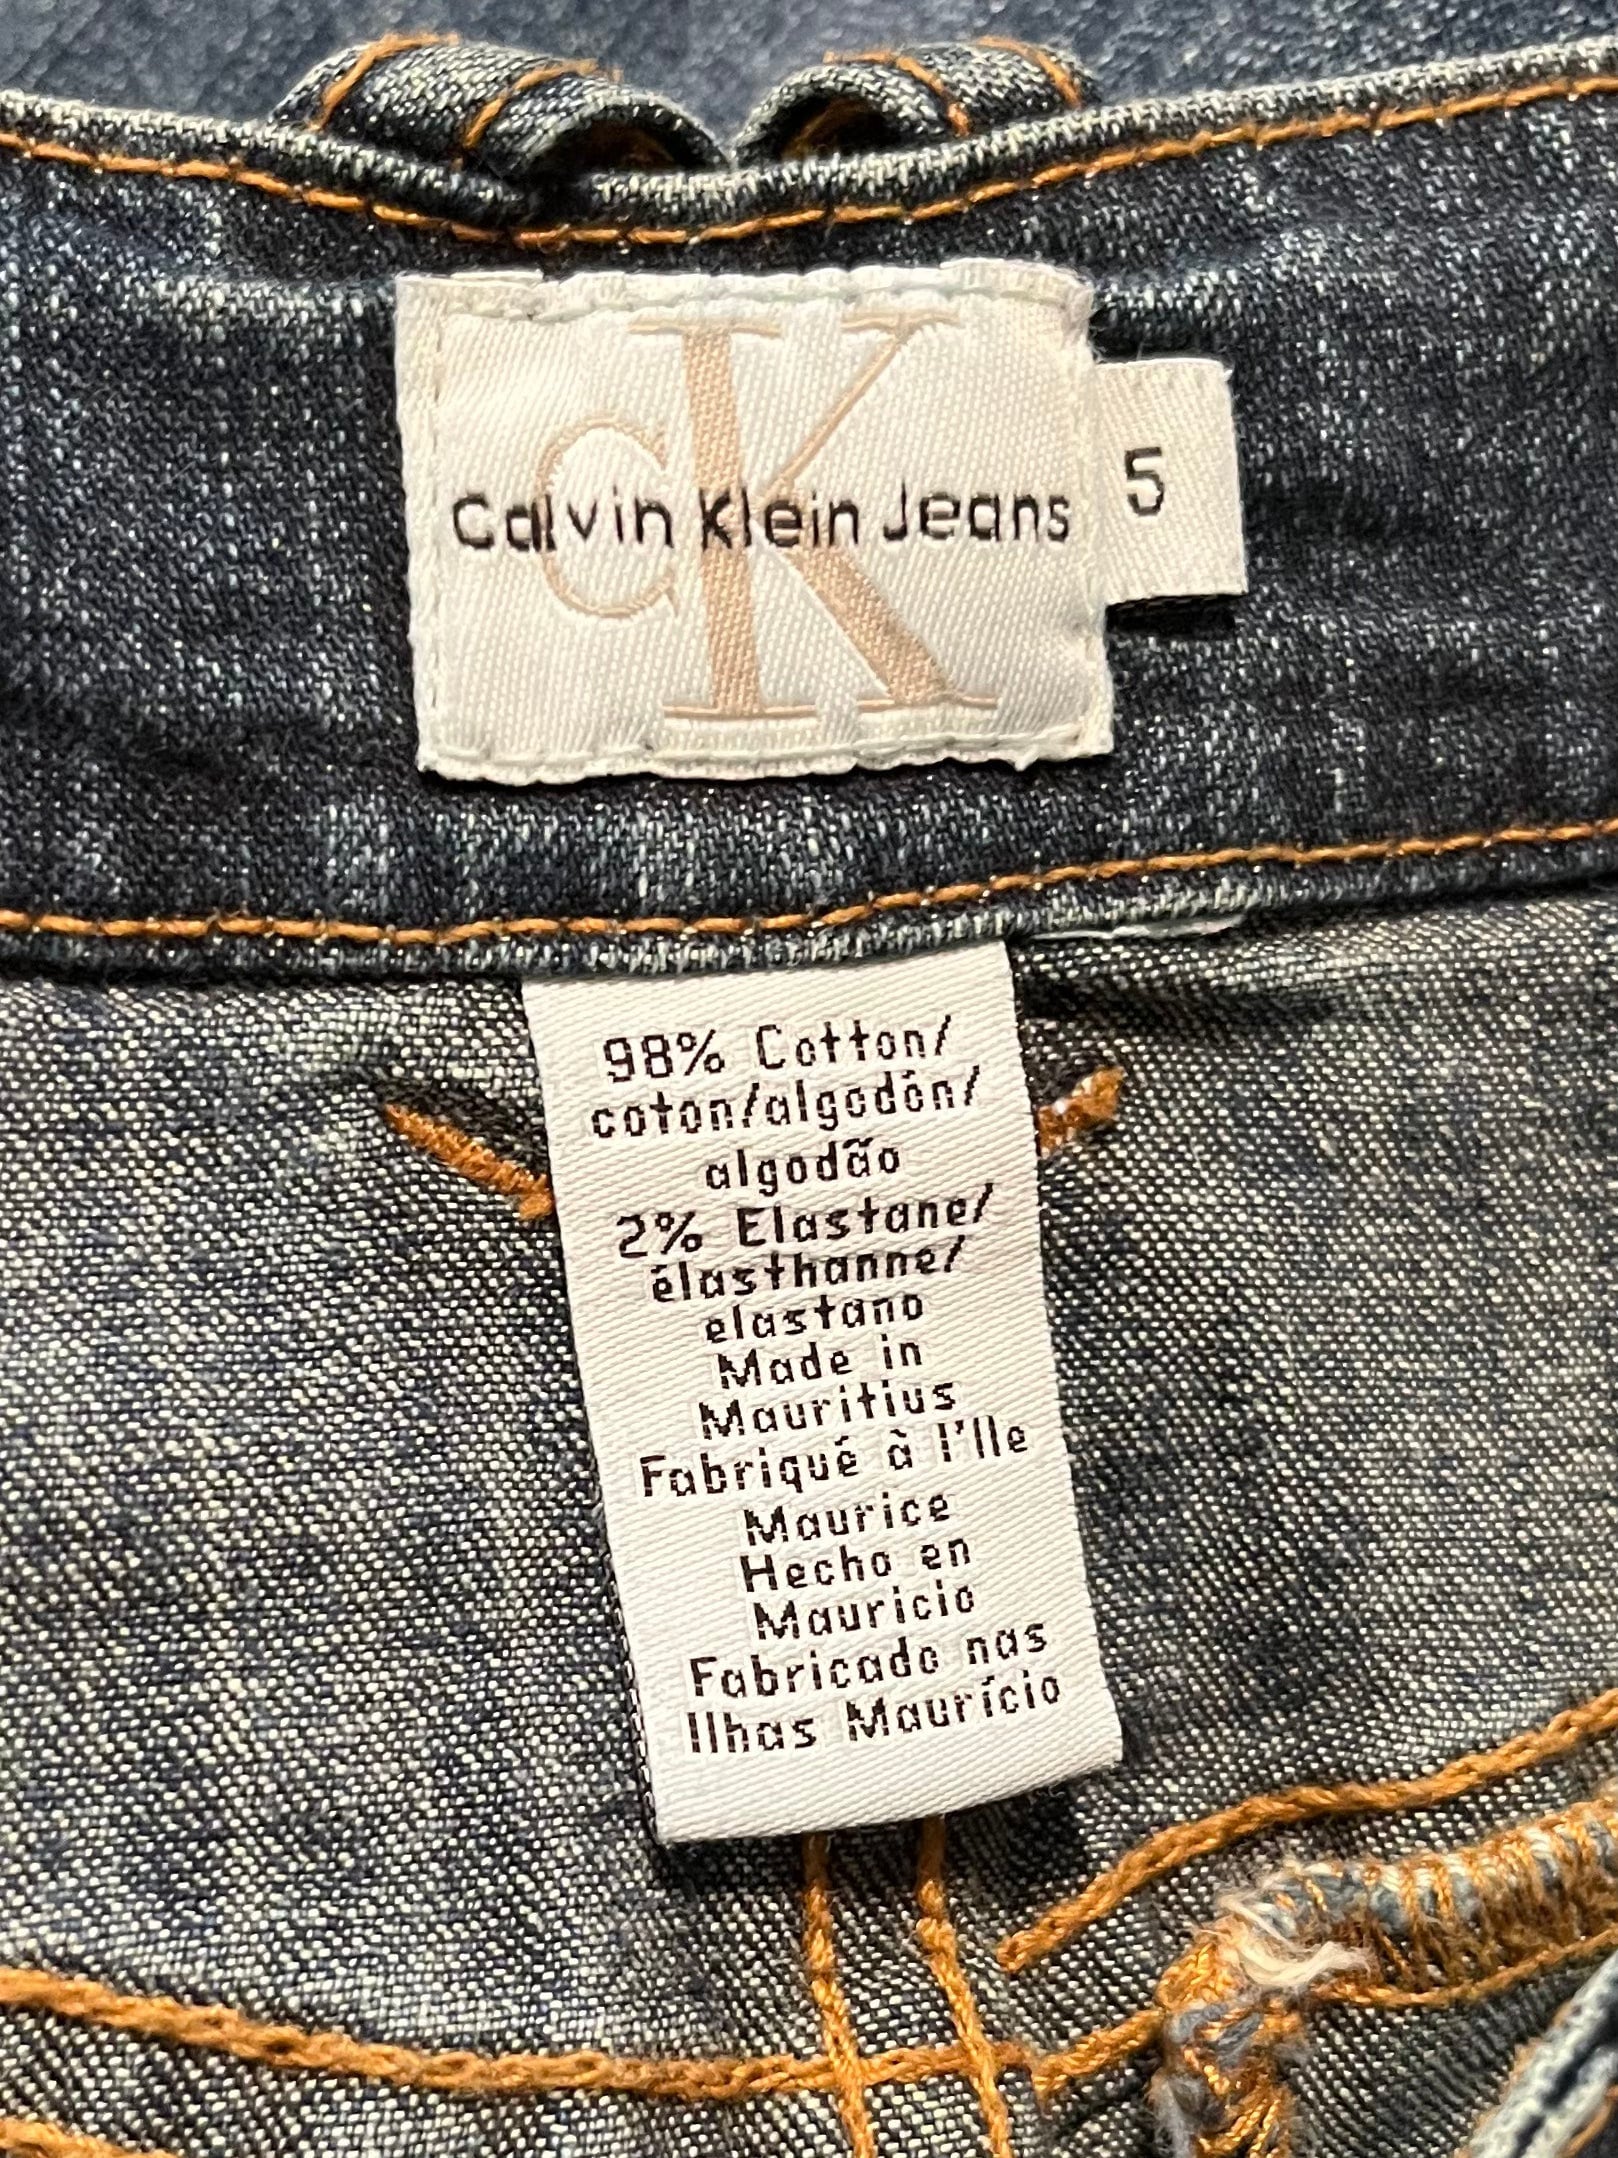 CK
Calvin Klein Jeans
5
98% Cotton/
coton/algodón/
algodão
2% Elastane/
élasthanne/
elastano
Made in
Mauritius
Fabriqué à l'Ile
Maurice
Hecho en
Mauricio
Fabricado nas
Ilhas Maurício